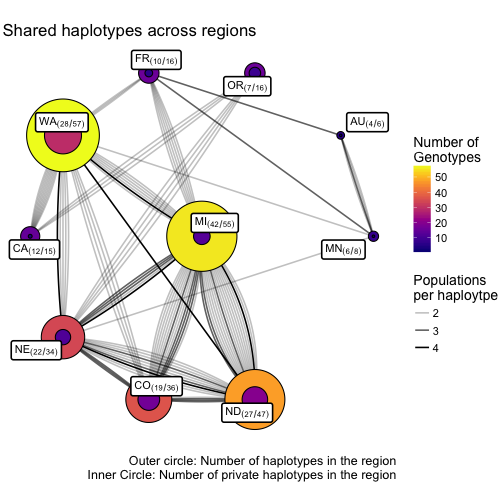 Shared haplotypes across regions
FR(10/16)
OR(7/16)
WA(28/57)
AU(4/6)
MI(42/55)
CA(12/15)
MN(6/8)
NE(22/34)
CO(19/36)
ND(27/47)
Number of
Genotypes
50
40
30
20
10
Populations
per haploytpe
2
3
4
Outer circle: Number of haplotypes in the region
Inner Circle: Number of private haplotypes in the region